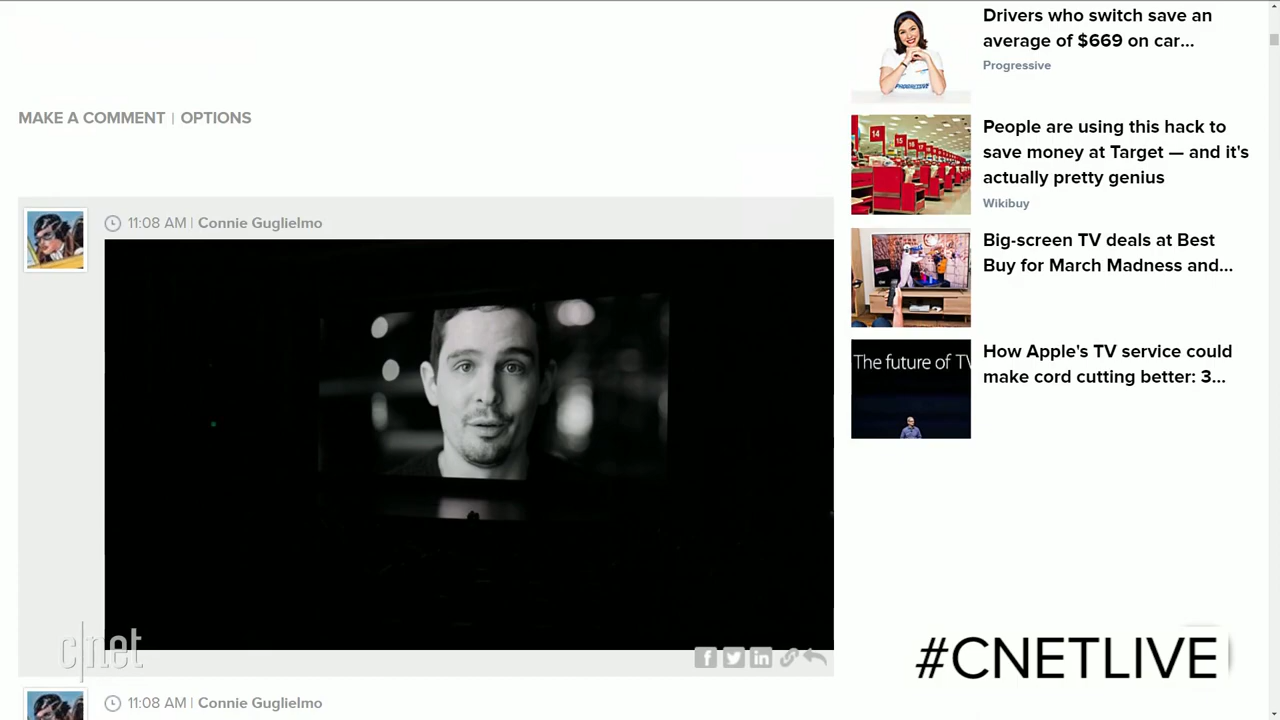 Drivers who switch save an
average of $669 on car...
Progressive
MAKE A COMMENT | OPTIONS
People are using this hack to
save money at Target — and it's
actually pretty genius
Wikibuy
14
15
11:08 AM | Connie Guglielmo
Big-screen TV deals at Best
Buy for March Madness and...
The future of TV
How Apple's TV service could
make cord cutting better: 3...
c|net
#CNETLIVE
11:08 AM | Connie Guglielmo